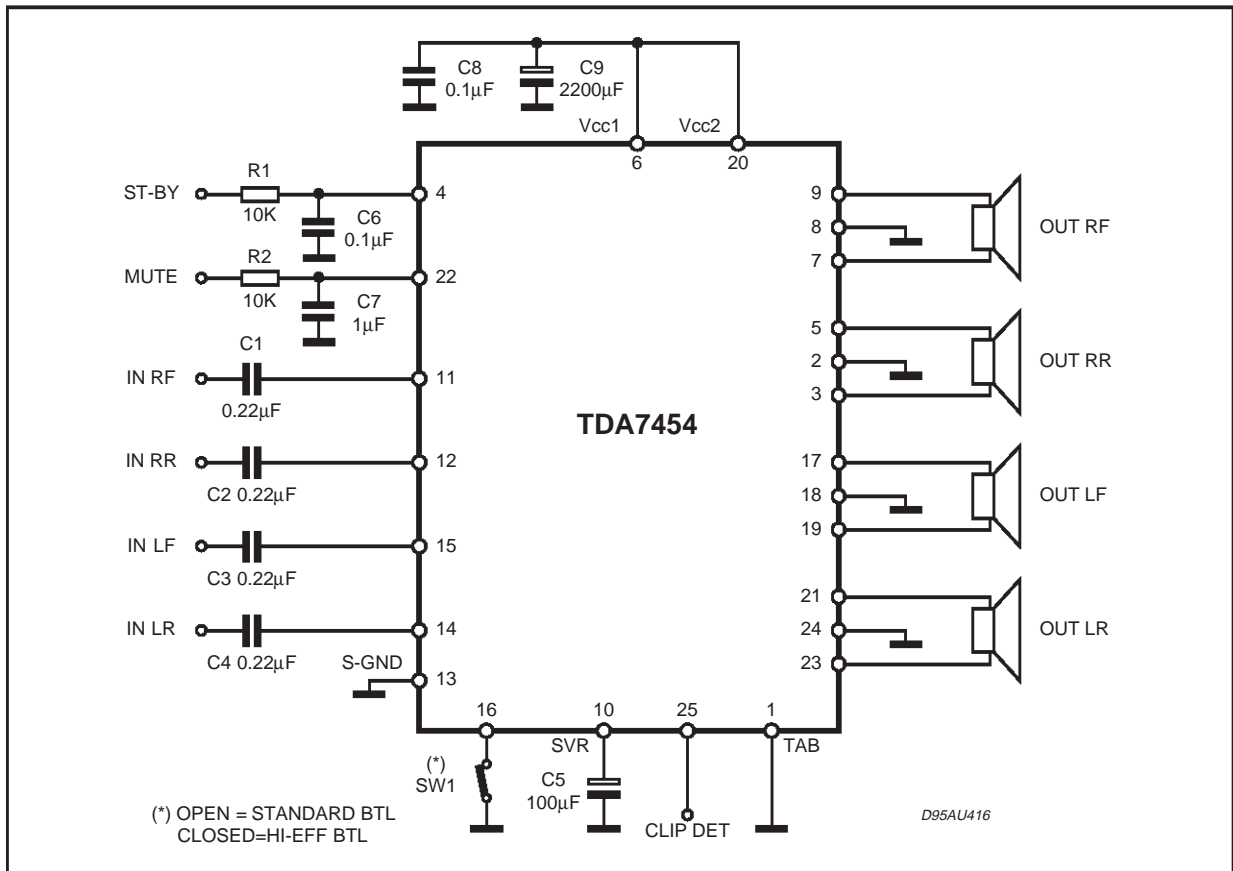 C8
0.1µF
C9
2200µF
Vcc1
Vcc2
6
20
ST-BY
R1
10K
4
C6
0.1µF
MUTE
R2
10K
22
C7
1µF
IN RF
C1
0.22µF
11
IN RR
C2 0.22µF
12
IN LF
C3 0.22µF
15
IN LR
C4 0.22µF
14
S-GND
13
TDA7454
9
8
7
OUT RF
5
2
3
OUT RR
17
18
19
OUT LF
21
24
23
OUT LR
16
10
25
1
SVR
TAB
(*)
SW1
C5
100µF
CLIP DET
(*) OPEN = STANDARD BTL
CLOSED=HI-EFF BTL
D95AU416